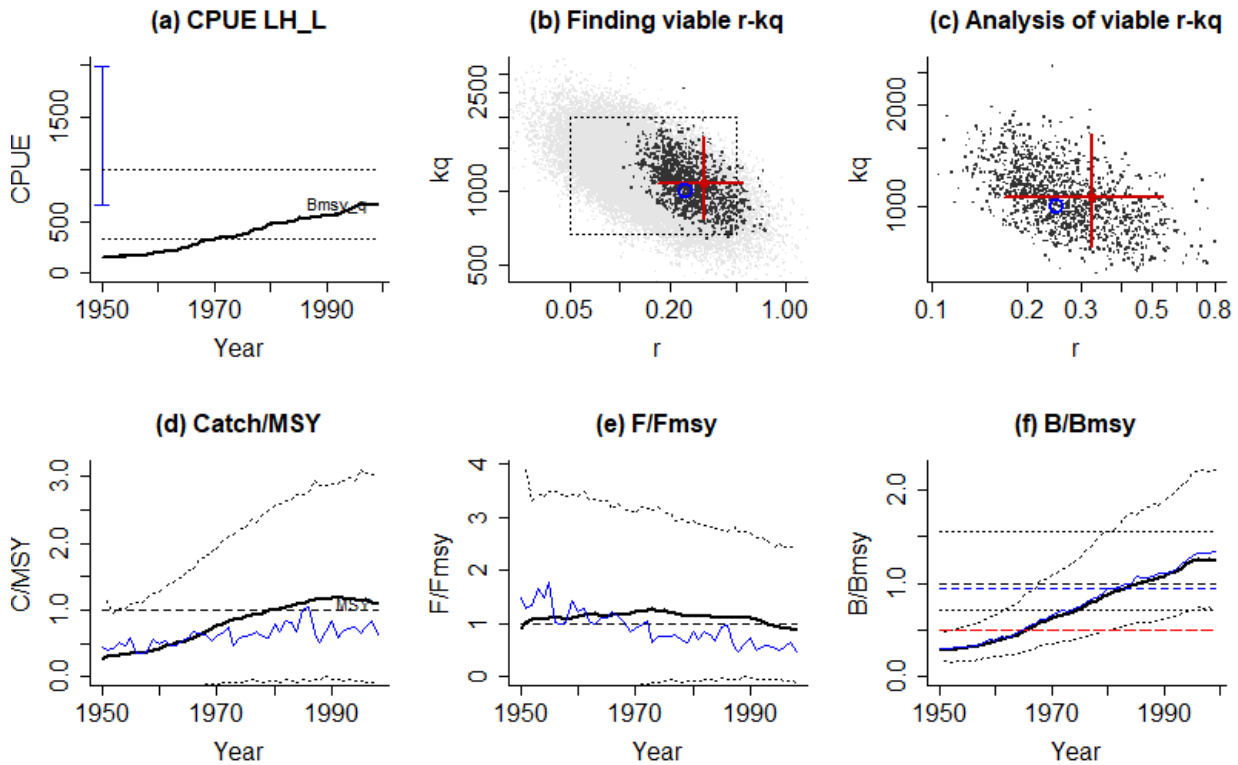 (a) CPUE LH_L
CPUE
0 500 1500
Bmsy_q
1950 1970 1990
Year
(b) Finding viable r-kq
kq
500 1000 2500
0.05 0.20 1.00
r
(c) Analysis of viable r-kq
kq
1000 2000
0.1 0.2 0.3 0.5 0.8
r
(d) Catch/MSY
C/MSY
0.0 1.0 2.0 3.0
MSY
1950 1970 1990
Year
(e) F/Fmsy
F/Fmsy
0 1 2 3 4
1950 1970 1990
Year
(f) B/Bmsy
B/Bmsy
0.0 1.0 2.0
1950 1970 1990
Year